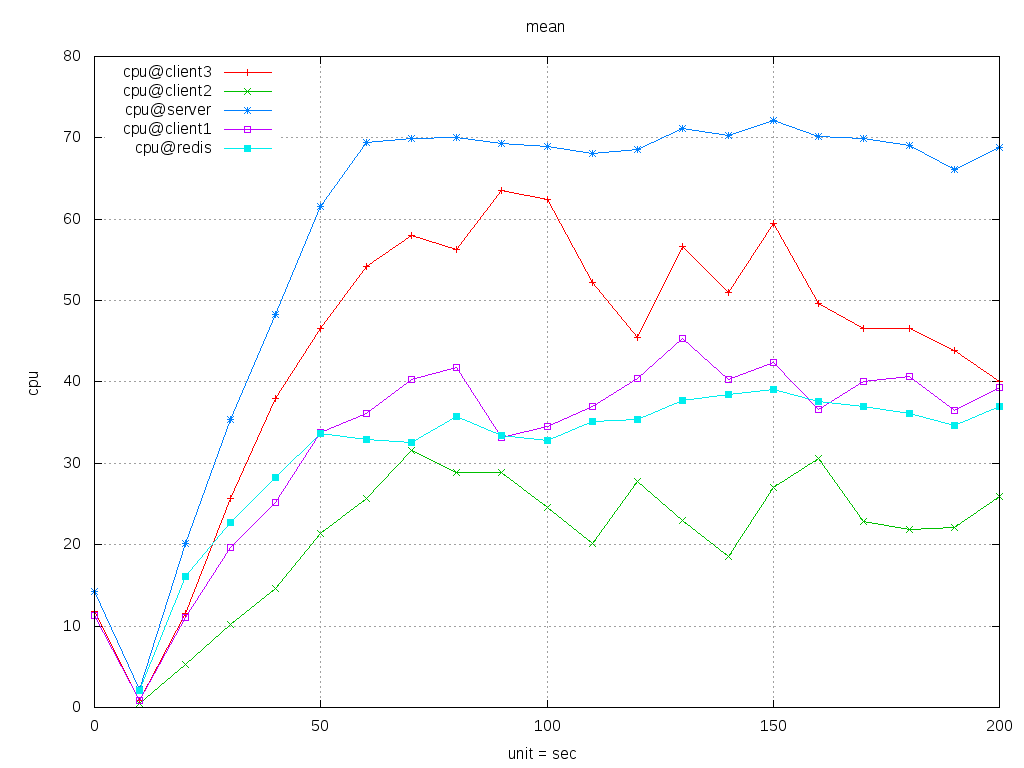 mean
cpu@client3
cpu@client2
cpu@server
cpu@client1
cpu@redis
80
70
60
50
40
30
20
10
0
cpu
0 50 100 150 200
unit = sec